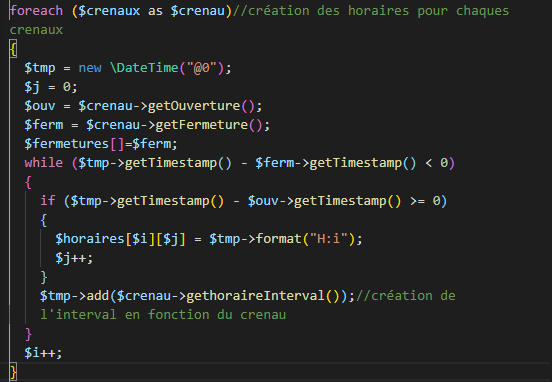 foreach ($crenaux as $crenau)//création des horaires pour chaques
crenaux
{
$tmp = new \DateTime("@0");
$j = 0;
$ouv = $crenau->getOuverture();
$ferm = $crenau->getFermeture();
$fermetures[]=$ferm;
while ($tmp->getTimestamp() - $ferm->getTimestamp() < 0)
{
if ($tmp->getTimestamp() - $ouv->getTimestamp() >= 0)
{
$horaires[$i][$j] = $tmp->format("H:i");
$j++;
}
$tmp->add($crenau->gethoraireInterval());//création de
l'interval en fonction du crenau
}
$i++;
}